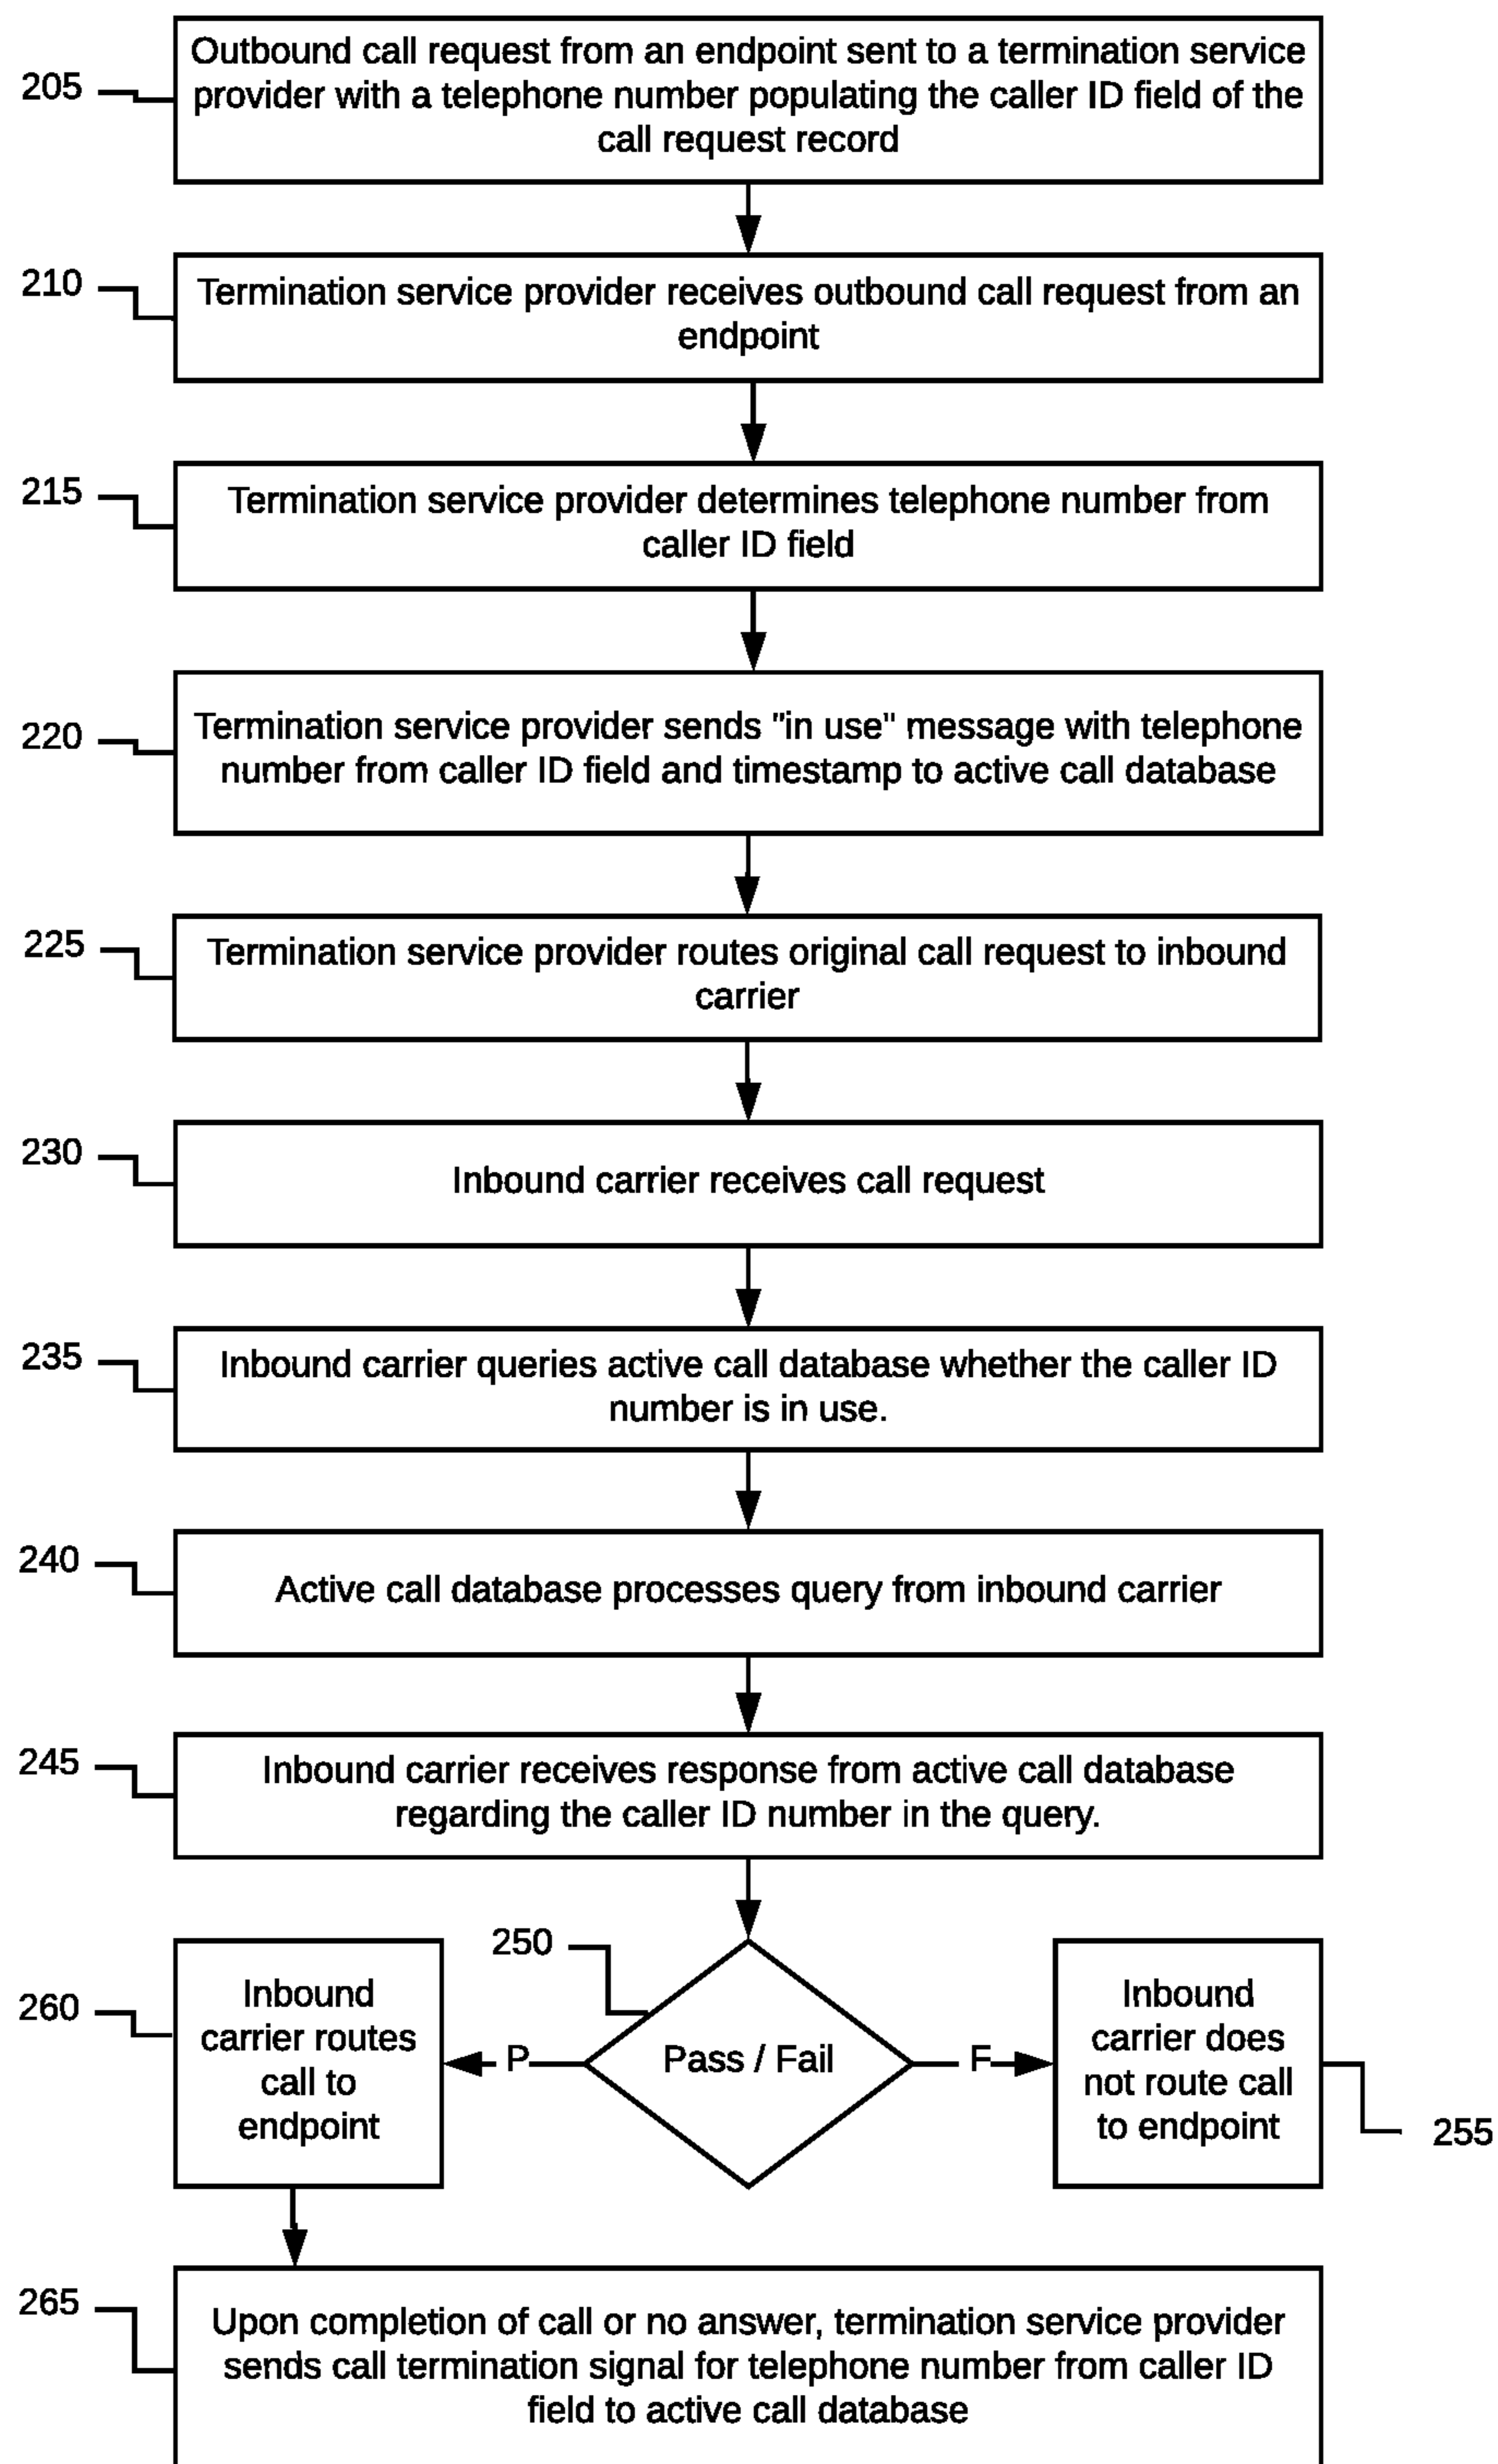 205
Outbound call request from an endpoint sent to a termination service
provider with a telephone number populating the caller ID field of the
call request record
210
Termination service provider receives outbound call request from an
endpoint
215
Termination service provider determines telephone number from
caller ID field
220
Termination service provider sends "in use" message with telephone
number from caller ID field and timestamp to active call database
225
Termination service provider routes original call request to inbound
carrier
230
Inbound carrier receives call request
235
Inbound carrier queries active call database whether the caller ID
number is in use.
240
Active call database processes query from inbound carrier
245
Inbound carrier receives response from active call database
regarding the caller ID number in the query.
250
Pass / Fail
P
F
260
Inbound
carrier routes
call to
endpoint
Inbound
carrier does
not route call
to endpoint
255
265
Upon completion of call or no answer, termination service provider
sends call termination signal for telephone number from caller ID
field to active call database